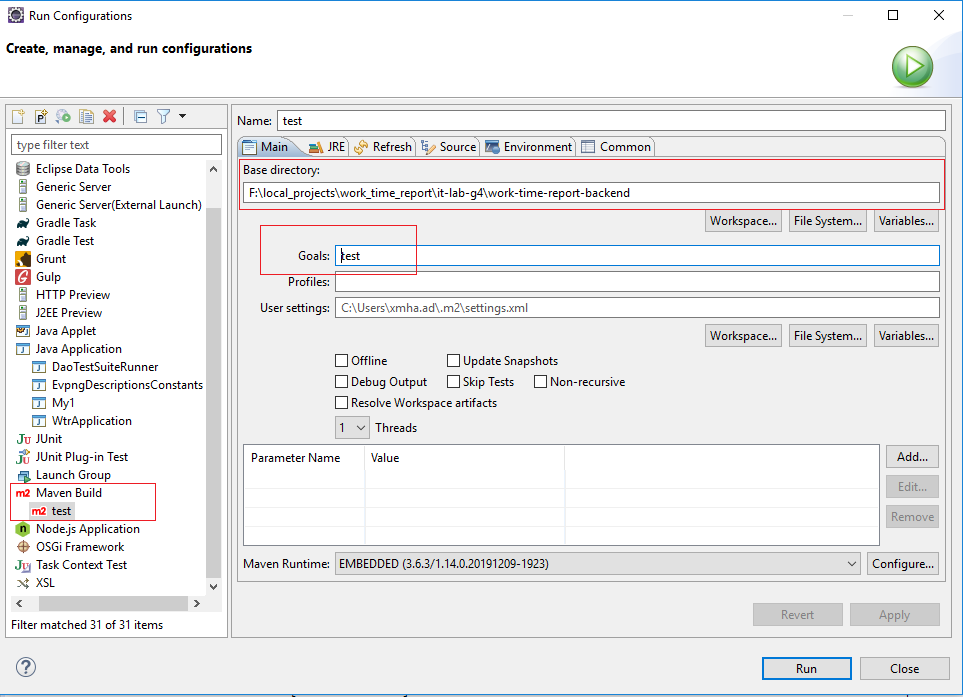 Run Configurations
Create, manage, and run configurations
type filter text
Eclipse Data Tools
Generic Server
Generic Server(External Launch)
Gradle Task
Gradle Test
Grunt
Gulp
HTTP Preview
J2EE Preview
Java Applet
Java Application
DaoTestSuiteRunner
EvpngDescriptionsConstants
My1
WtrApplication
JUnit
JUnit Plug-in Test
Launch Group
m2 Maven Build
m2 test
Node.js Application
OSGi Framework
Task Context Test
XSL
Filter matched 31 of 31 items
Name: test
Main JRE Refresh Source Environment Common
Base directory:
F:\local_projects\work_time_report\it-lab-g4\work-time-report-backend
Workspace... File System... Variables...
Goals: test
Profiles:
User settings: C:\Users\xmha.ad\.m2\settings.xml
Workspace... File System... Variables...
Offline Update Snapshots
Debug Output Skip Tests Non-recursive
Resolve Workspace artifacts
1 Threads
Parameter Name Value
Add...
Edit...
Remove
Maven Runtime: EMBEDDED (3.6.3/1.14.0.20191209-1923) Configure...
Revert Apply
Run Close